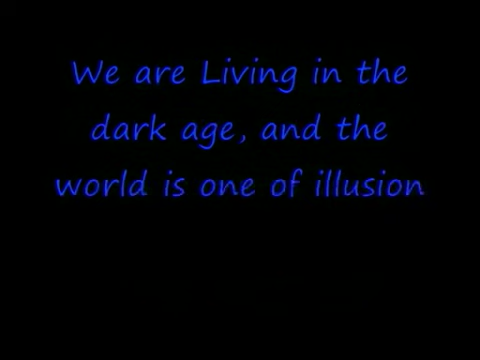 We are Living in the
dark age, and the
world is one of illusion